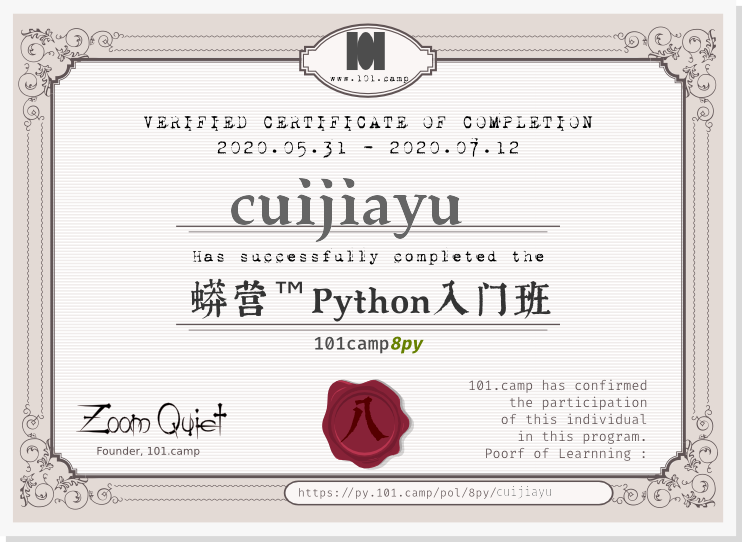 www.101.camp
VERIFIED CERTIFICATE OF COMPLETION
2020.05.31 - 2020.07.12
cuijiayu
Has successfully completed the
蟒营™Python入门班
101camp8py
八
101.camp has confirmed
the participation
of this individual
in this program.
Poorf of Learnning :
Zoom Quiet
Founder, 101.camp
https://py.101.camp/pol/8py/cuijiayu